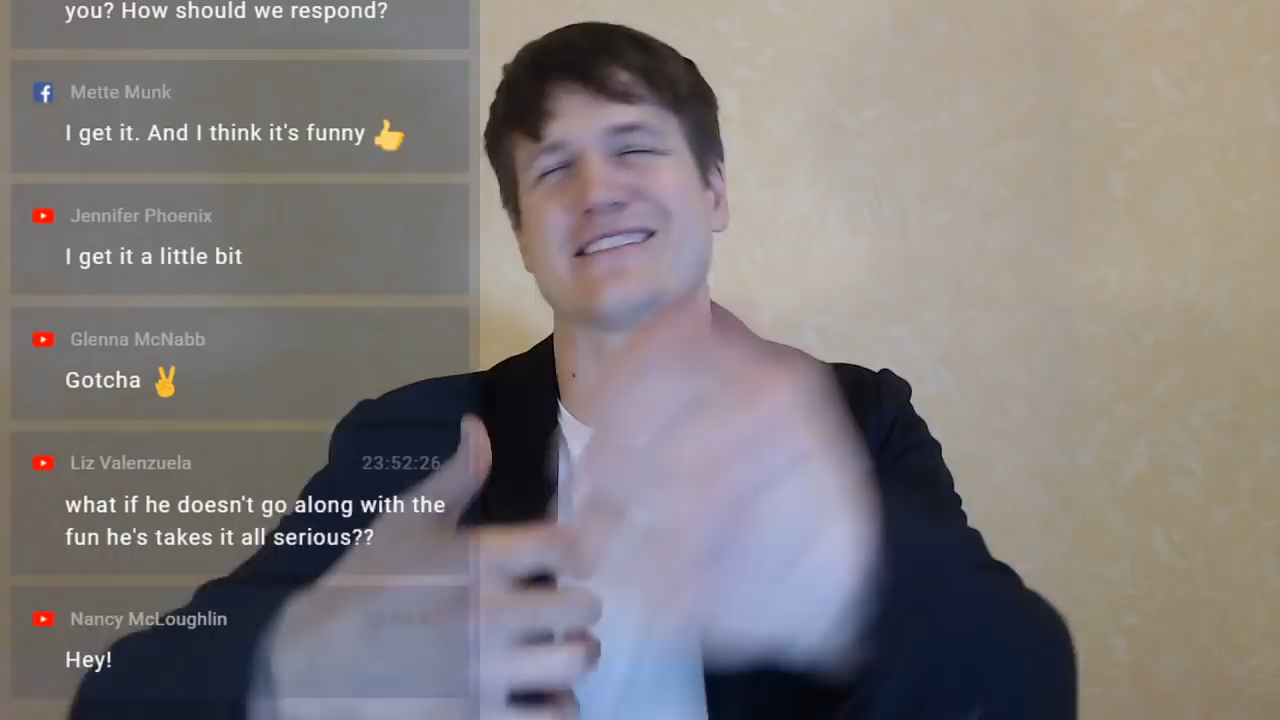 you? How should we respond?
Mette Munk
I get it. And I think it's funny 👍
Jennifer Phoenix
I get it a little bit
Glenna McNabb
Gotcha ✌
Liz Valenzuela 23:52:26
what if he doesn't go along with the
fun he's takes it all serious??
Nancy McLoughlin
Hey!